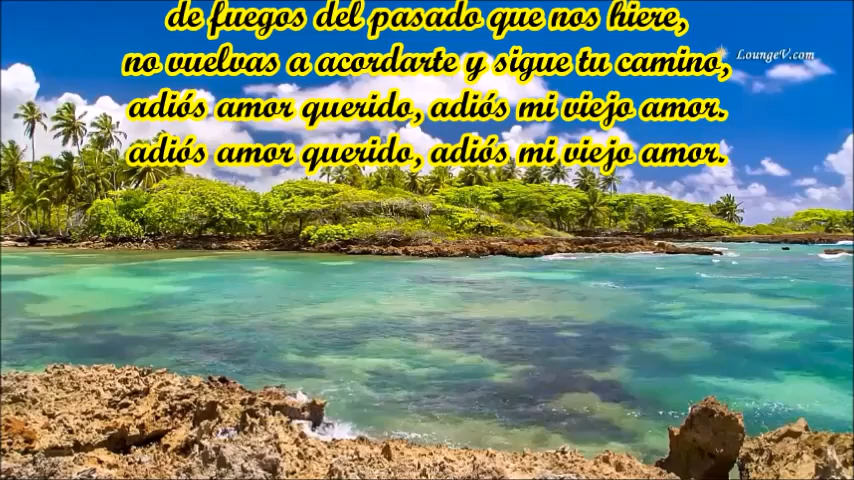 de fuegos del pasado que nos hiere,
no vuelvas a acordarte y sigue tu camino,
adiós amor querido, adiós mi viejo amor.
adiós amor querido, adiós mi viejo amor.
LoungeV.com